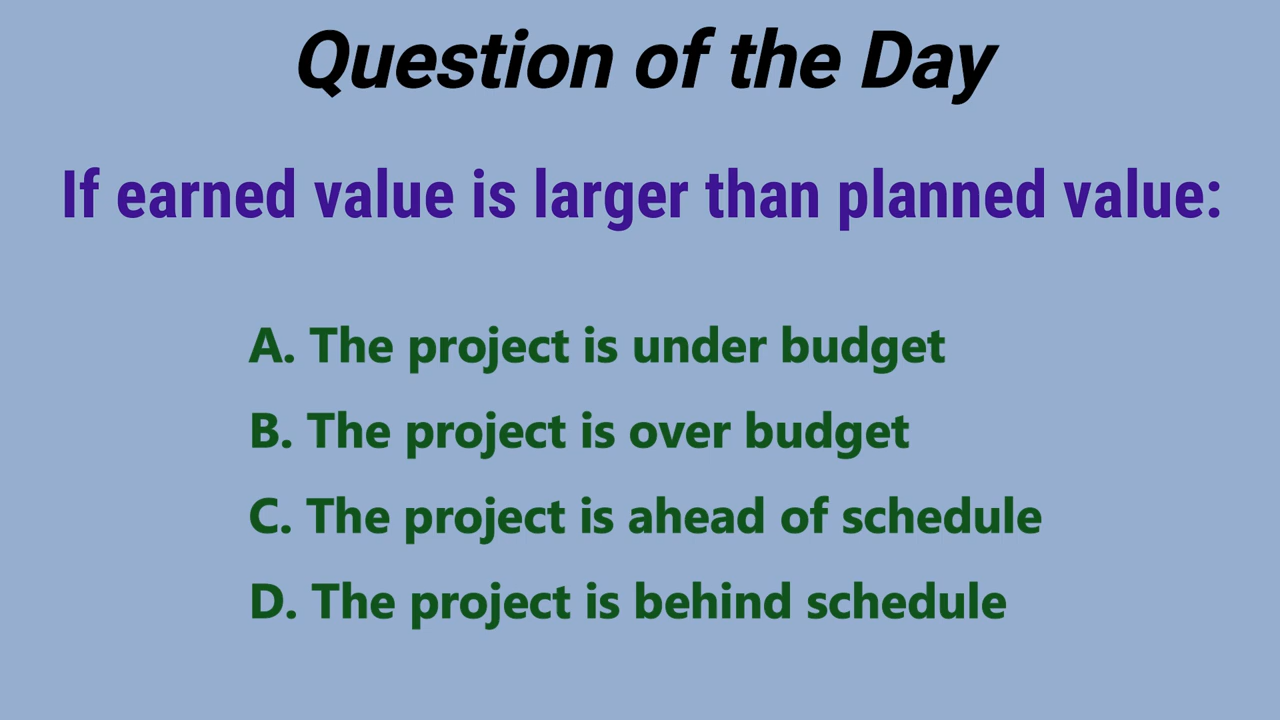 Question of the Day
If earned value is larger than planned value:
A. The project is under budget
B. The project is over budget
C. The project is ahead of schedule
D. The project is behind schedule